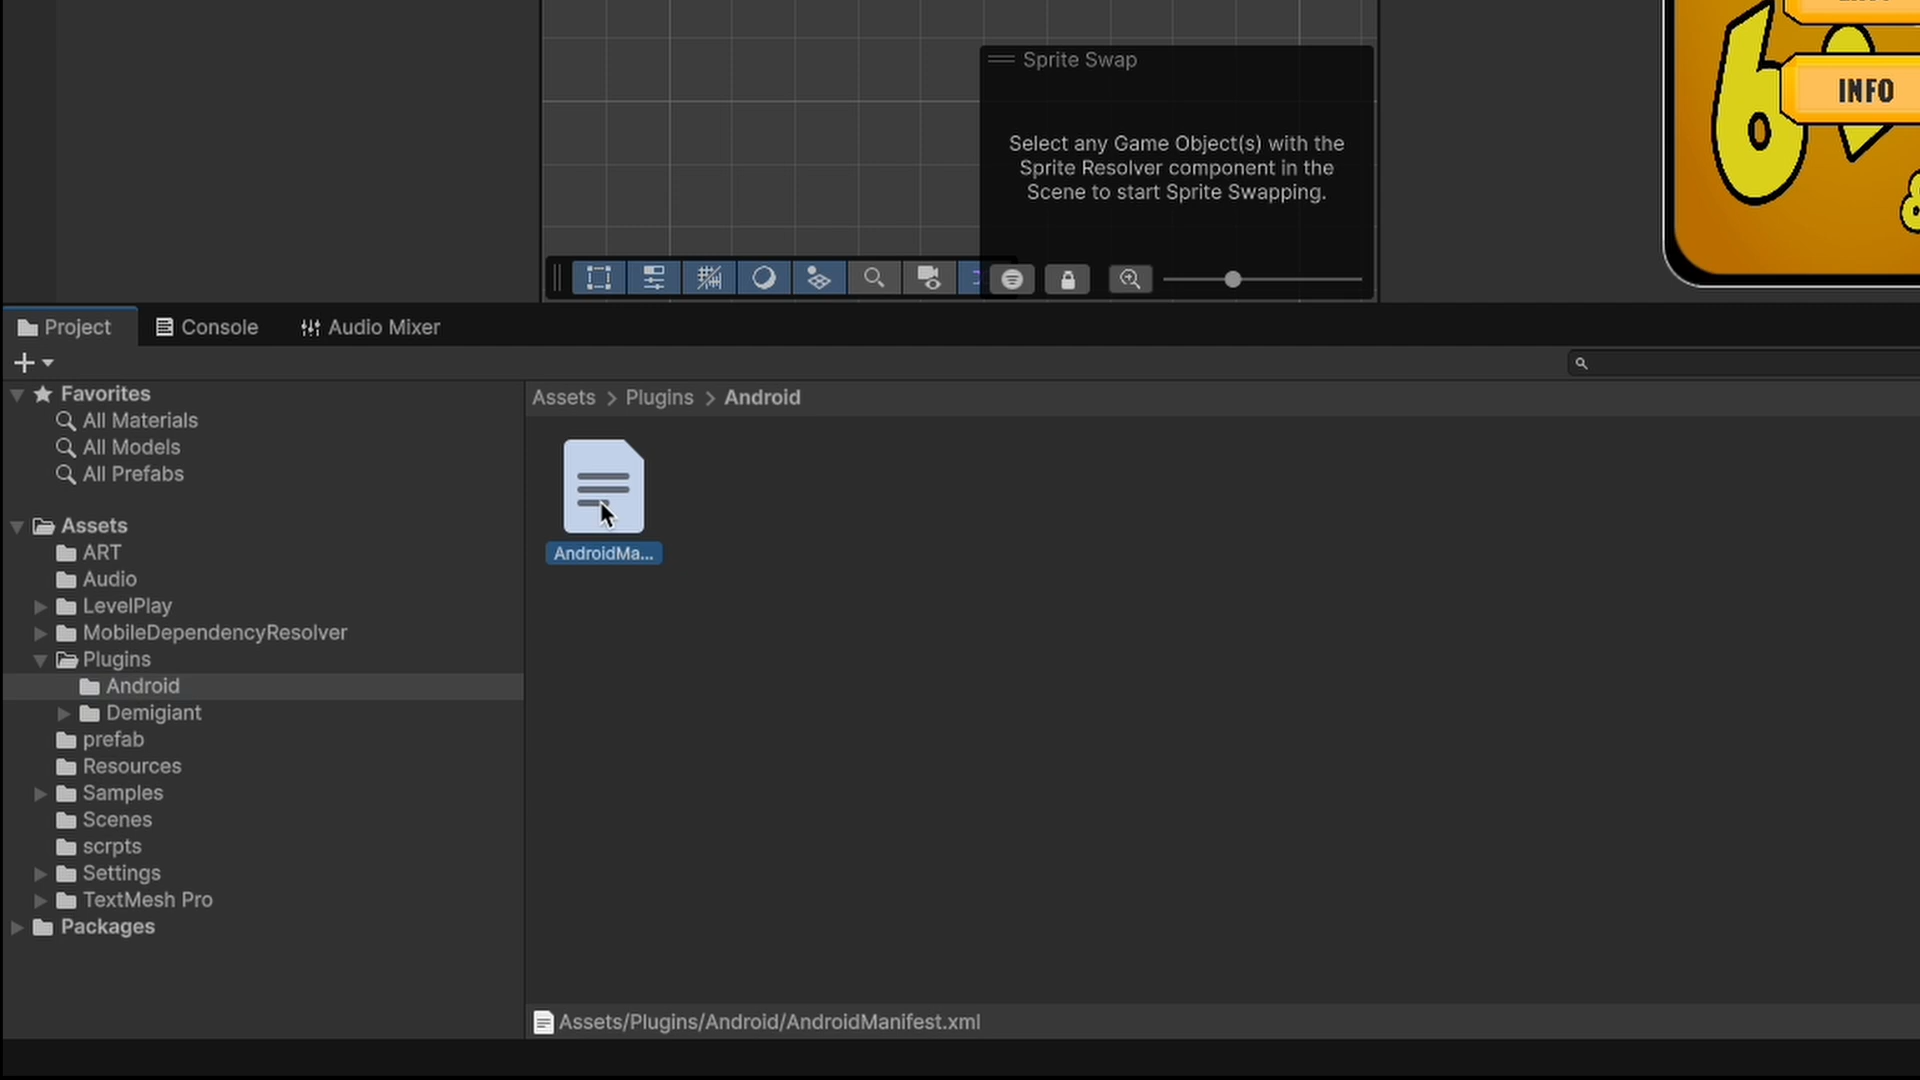 Sprite Swap
Select any Game Object(s) with the
Sprite Resolver component in the
Scene to start Sprite Swapping.
INFO
6
8
Project
Console
Audio Mixer
Favorites
All Materials
All Models
All Prefabs
Assets
ART
Audio
LevelPlay
MobileDependencyResolver
Plugins
Android
Demigiant
prefab
Resources
Samples
Scenes
scrpts
Settings
TextMesh Pro
Packages
Assets > Plugins > Android
AndroidMa...
Assets/Plugins/Android/AndroidManifest.xml